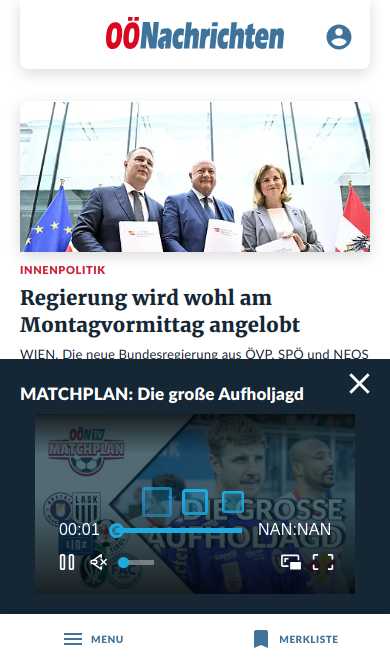 OÖNachrichten
INNENPOLITIK
Regierung wird wohl am
Montagvormittag angelobt
WIEN. Die neue Bundesregierung aus ÖVP, SPÖ und NEOS
MATCHPLAN: Die große Aufholjagd
OÖN TV
MATCHPLAN
LASK
DIE GROSSE
AUFHOLJAGD
00:01
NAN:NAN
MENU
MERKLISTE